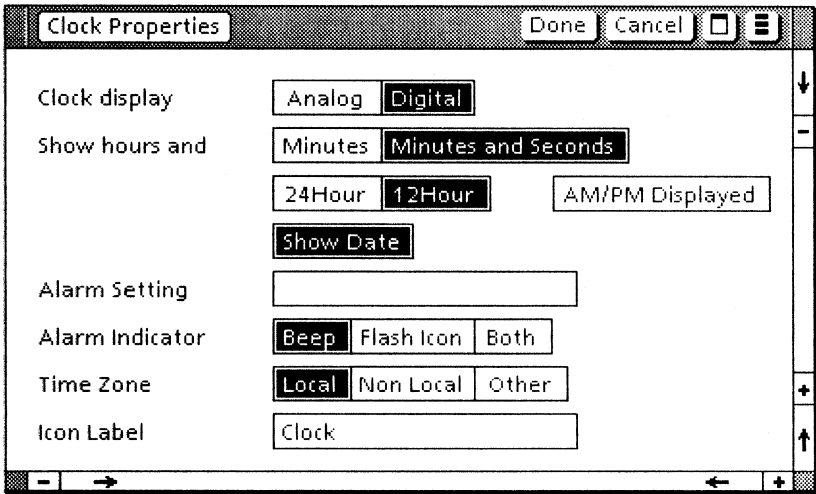 Clock Properties Done Cancel
Clock display Analog Digital
Show hours and Minutes Minutes and Seconds
24Hour 12Hour AM/PM Displayed
Show Date
Alarm Setting
Alarm Indicator Beep Flash Icon Both
Time Zone Local Non Local Other
Icon Label Clock